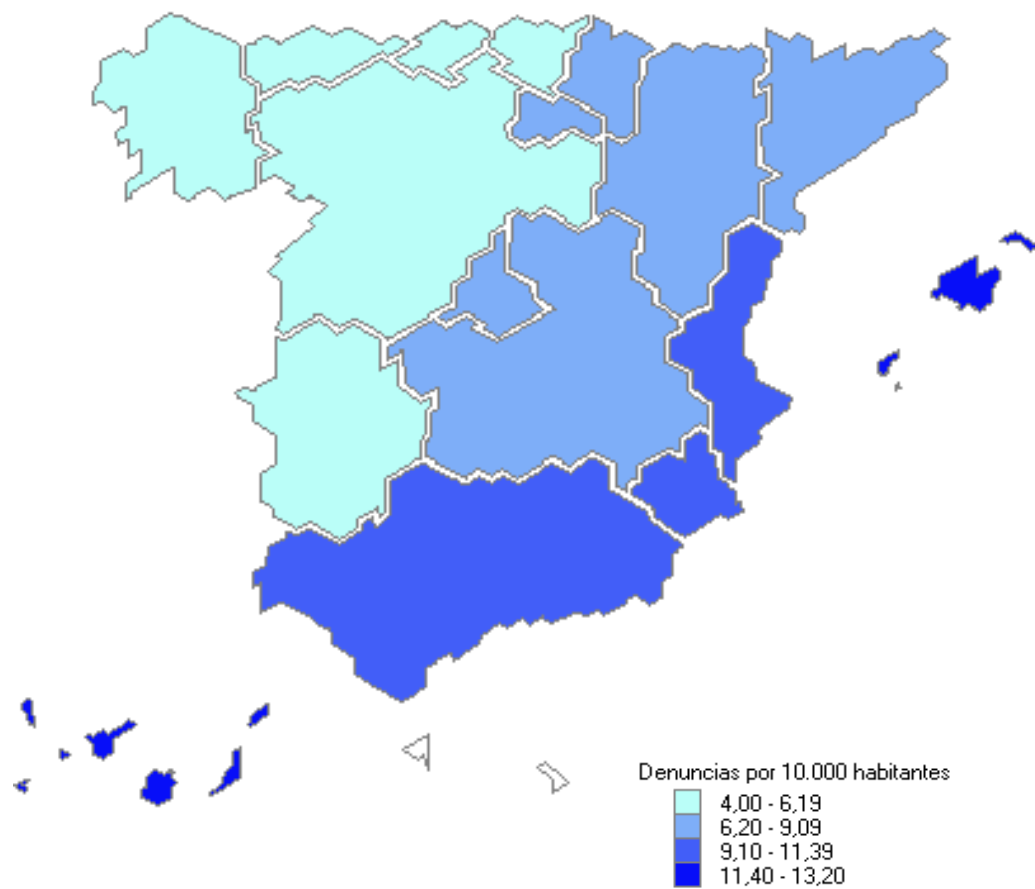 Denuncias por 10.000 habitantes
4,00 - 6,19
6,20 - 9,09
9,10 - 11,39
11,40 - 13,20